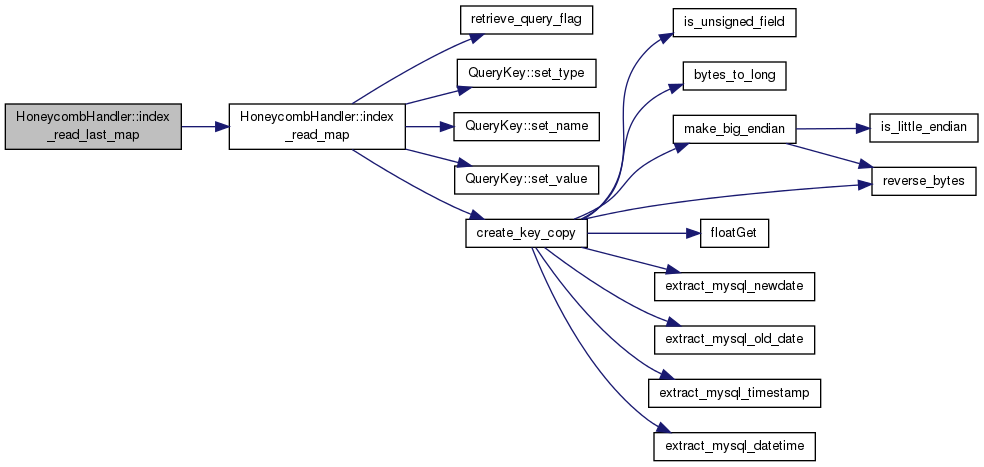 HoneycombHandler::index
_read_last_map
HoneycombHandler::index
_read_map
retrieve_query_flag
QueryKey::set_type
QueryKey::set_name
QueryKey::set_value
create_key_copy
is_unsigned_field
bytes_to_long
make_big_endian
is_little_endian
reverse_bytes
floatGet
extract_mysql_newdate
extract_mysql_old_date
extract_mysql_timestamp
extract_mysql_datetime